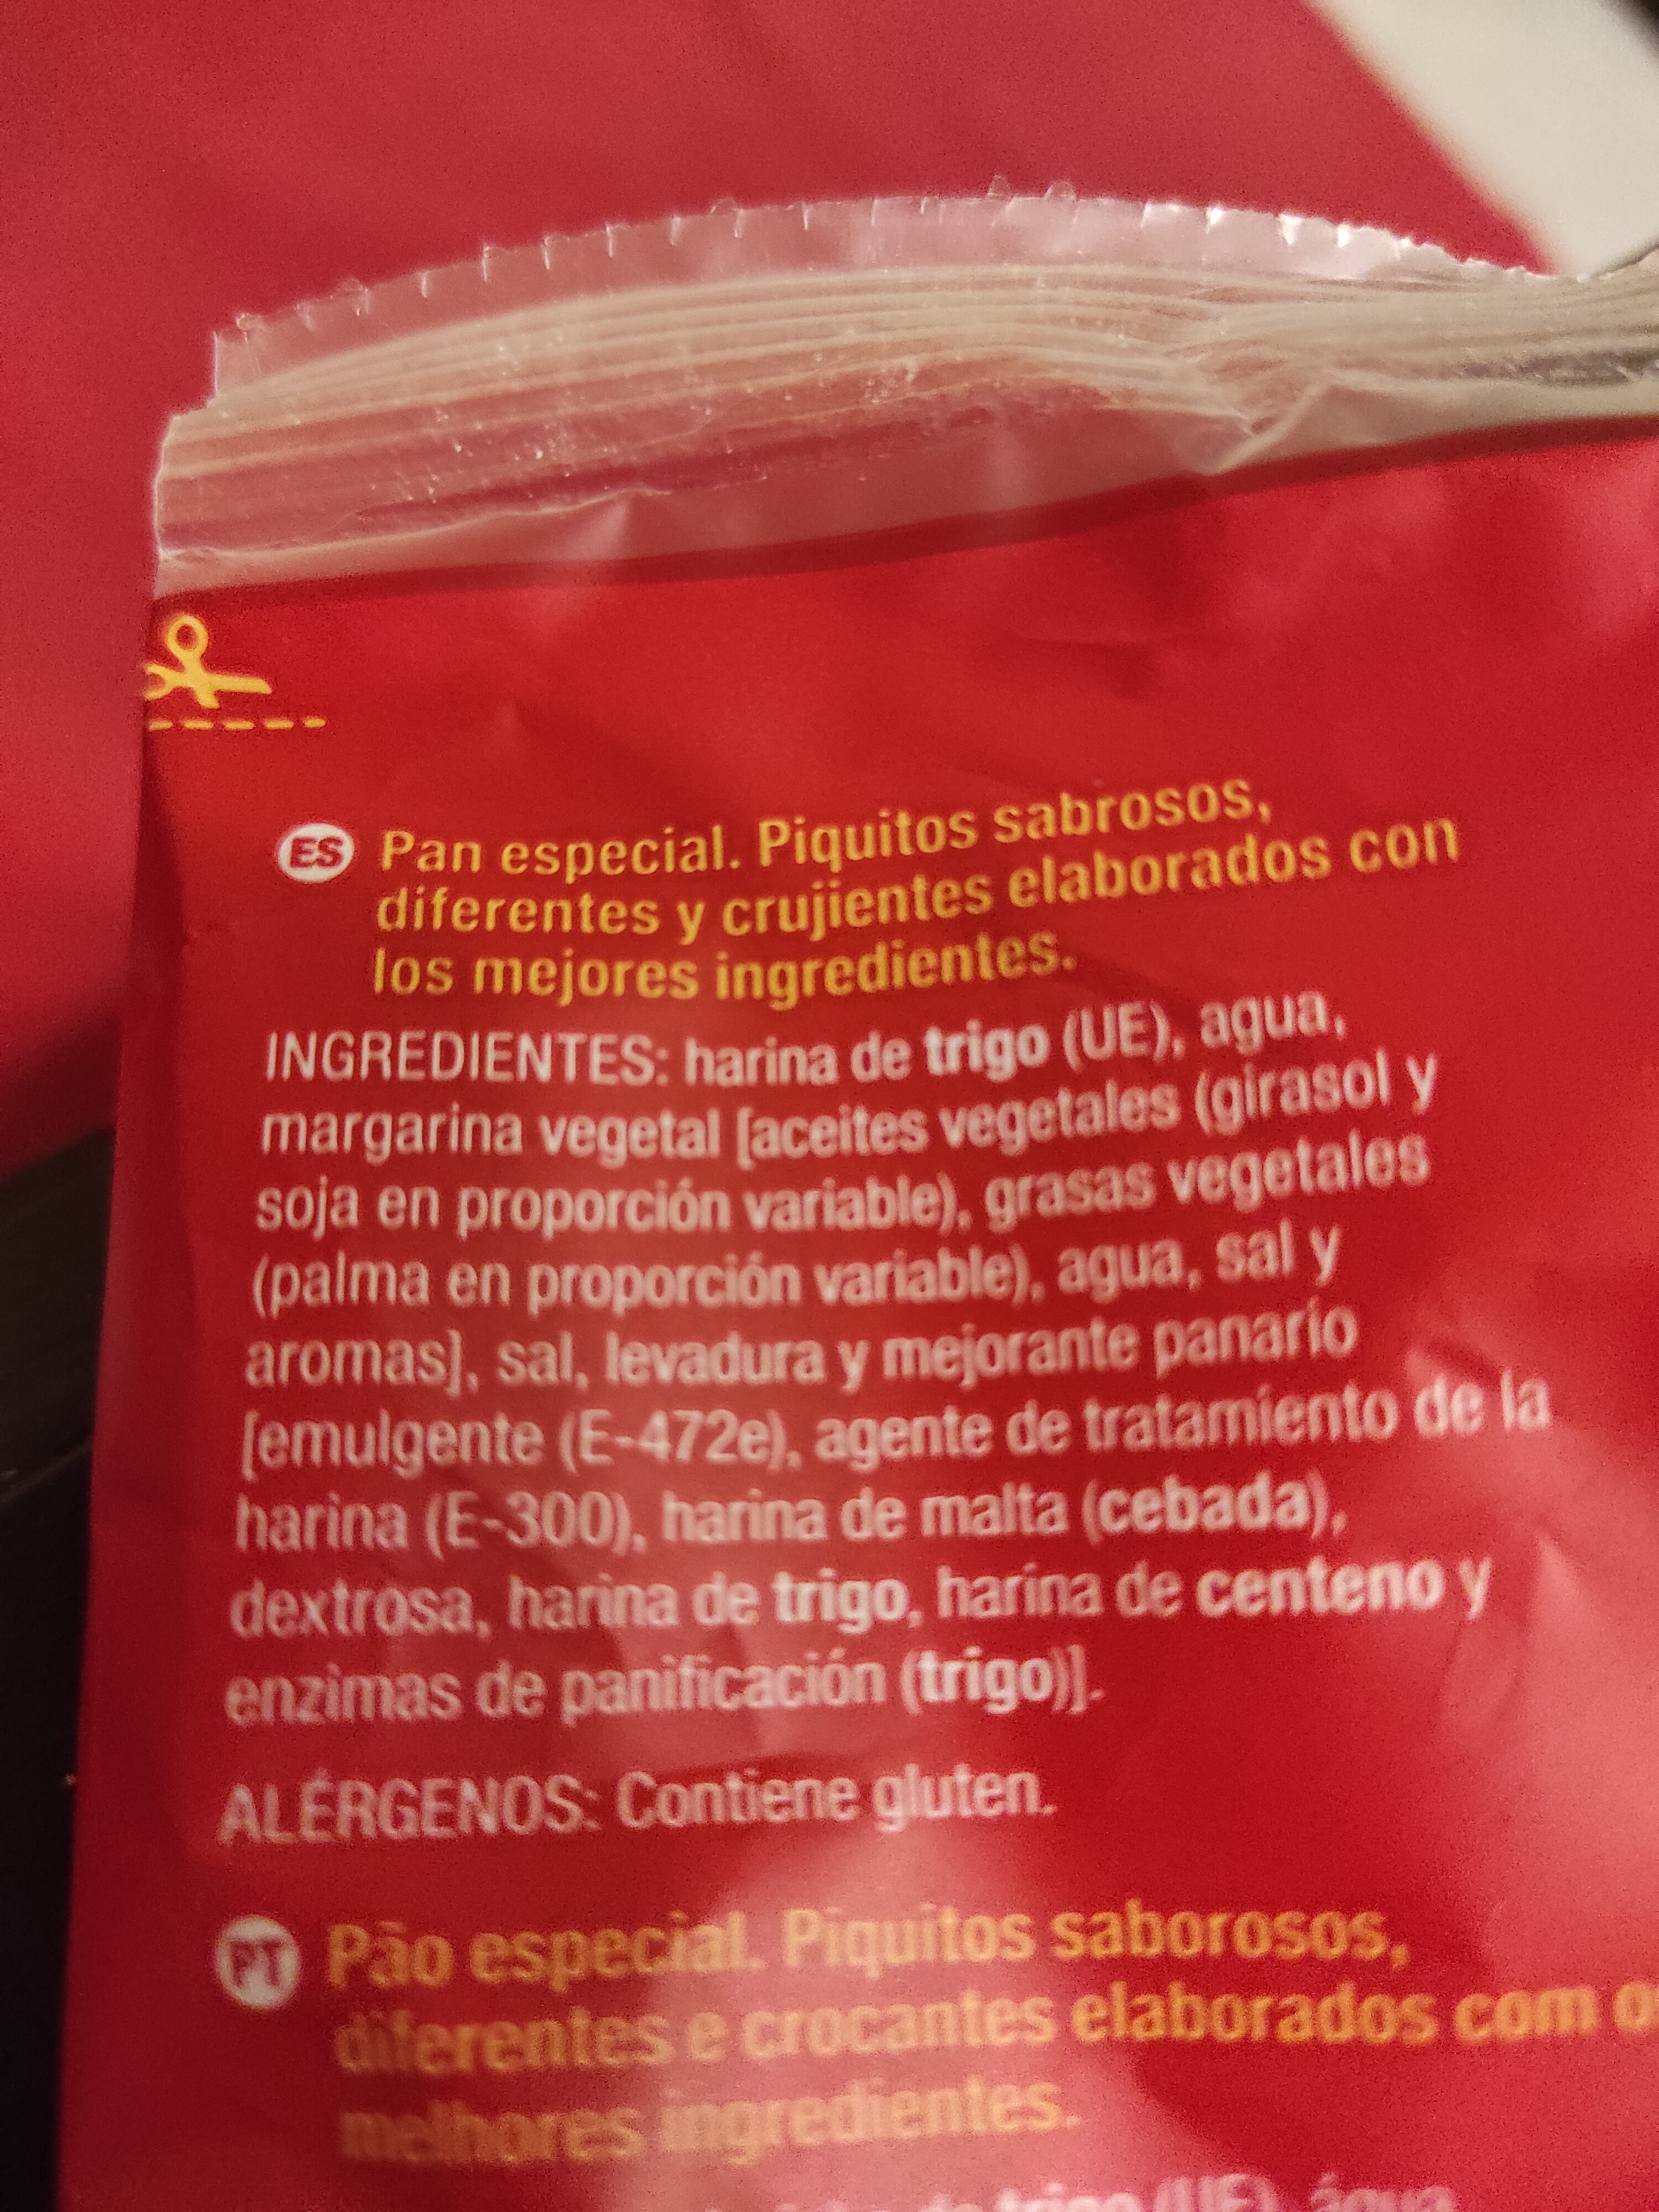 ES Pan especial. Piquitos sabrosos,
diferentes y crujientes elaborados con
los mejores ingredientes.
INGREDIENTES: harina de trigo (UE), agua,
margarina vegetal [aceites vegetales (girasol y
soja en proporción variable), grasas vegetales
(palma en proporción variable), agua, sal y
aromas], sal, levadura y mejorante panario
[emulgente (E-472e), agente de tratamiento de la
harina (E-300), harina de malta (cebada),
dextrosa, harina de trigo, harina de centeno y
enzimas de panificación (trigo)].
ALÉRGENOS: Contiene gluten.
PT Pão especial. Piquitos saborosos,
diferentes e crocantes elaborados com o
melhores ingredientes.
trigo (UE), água